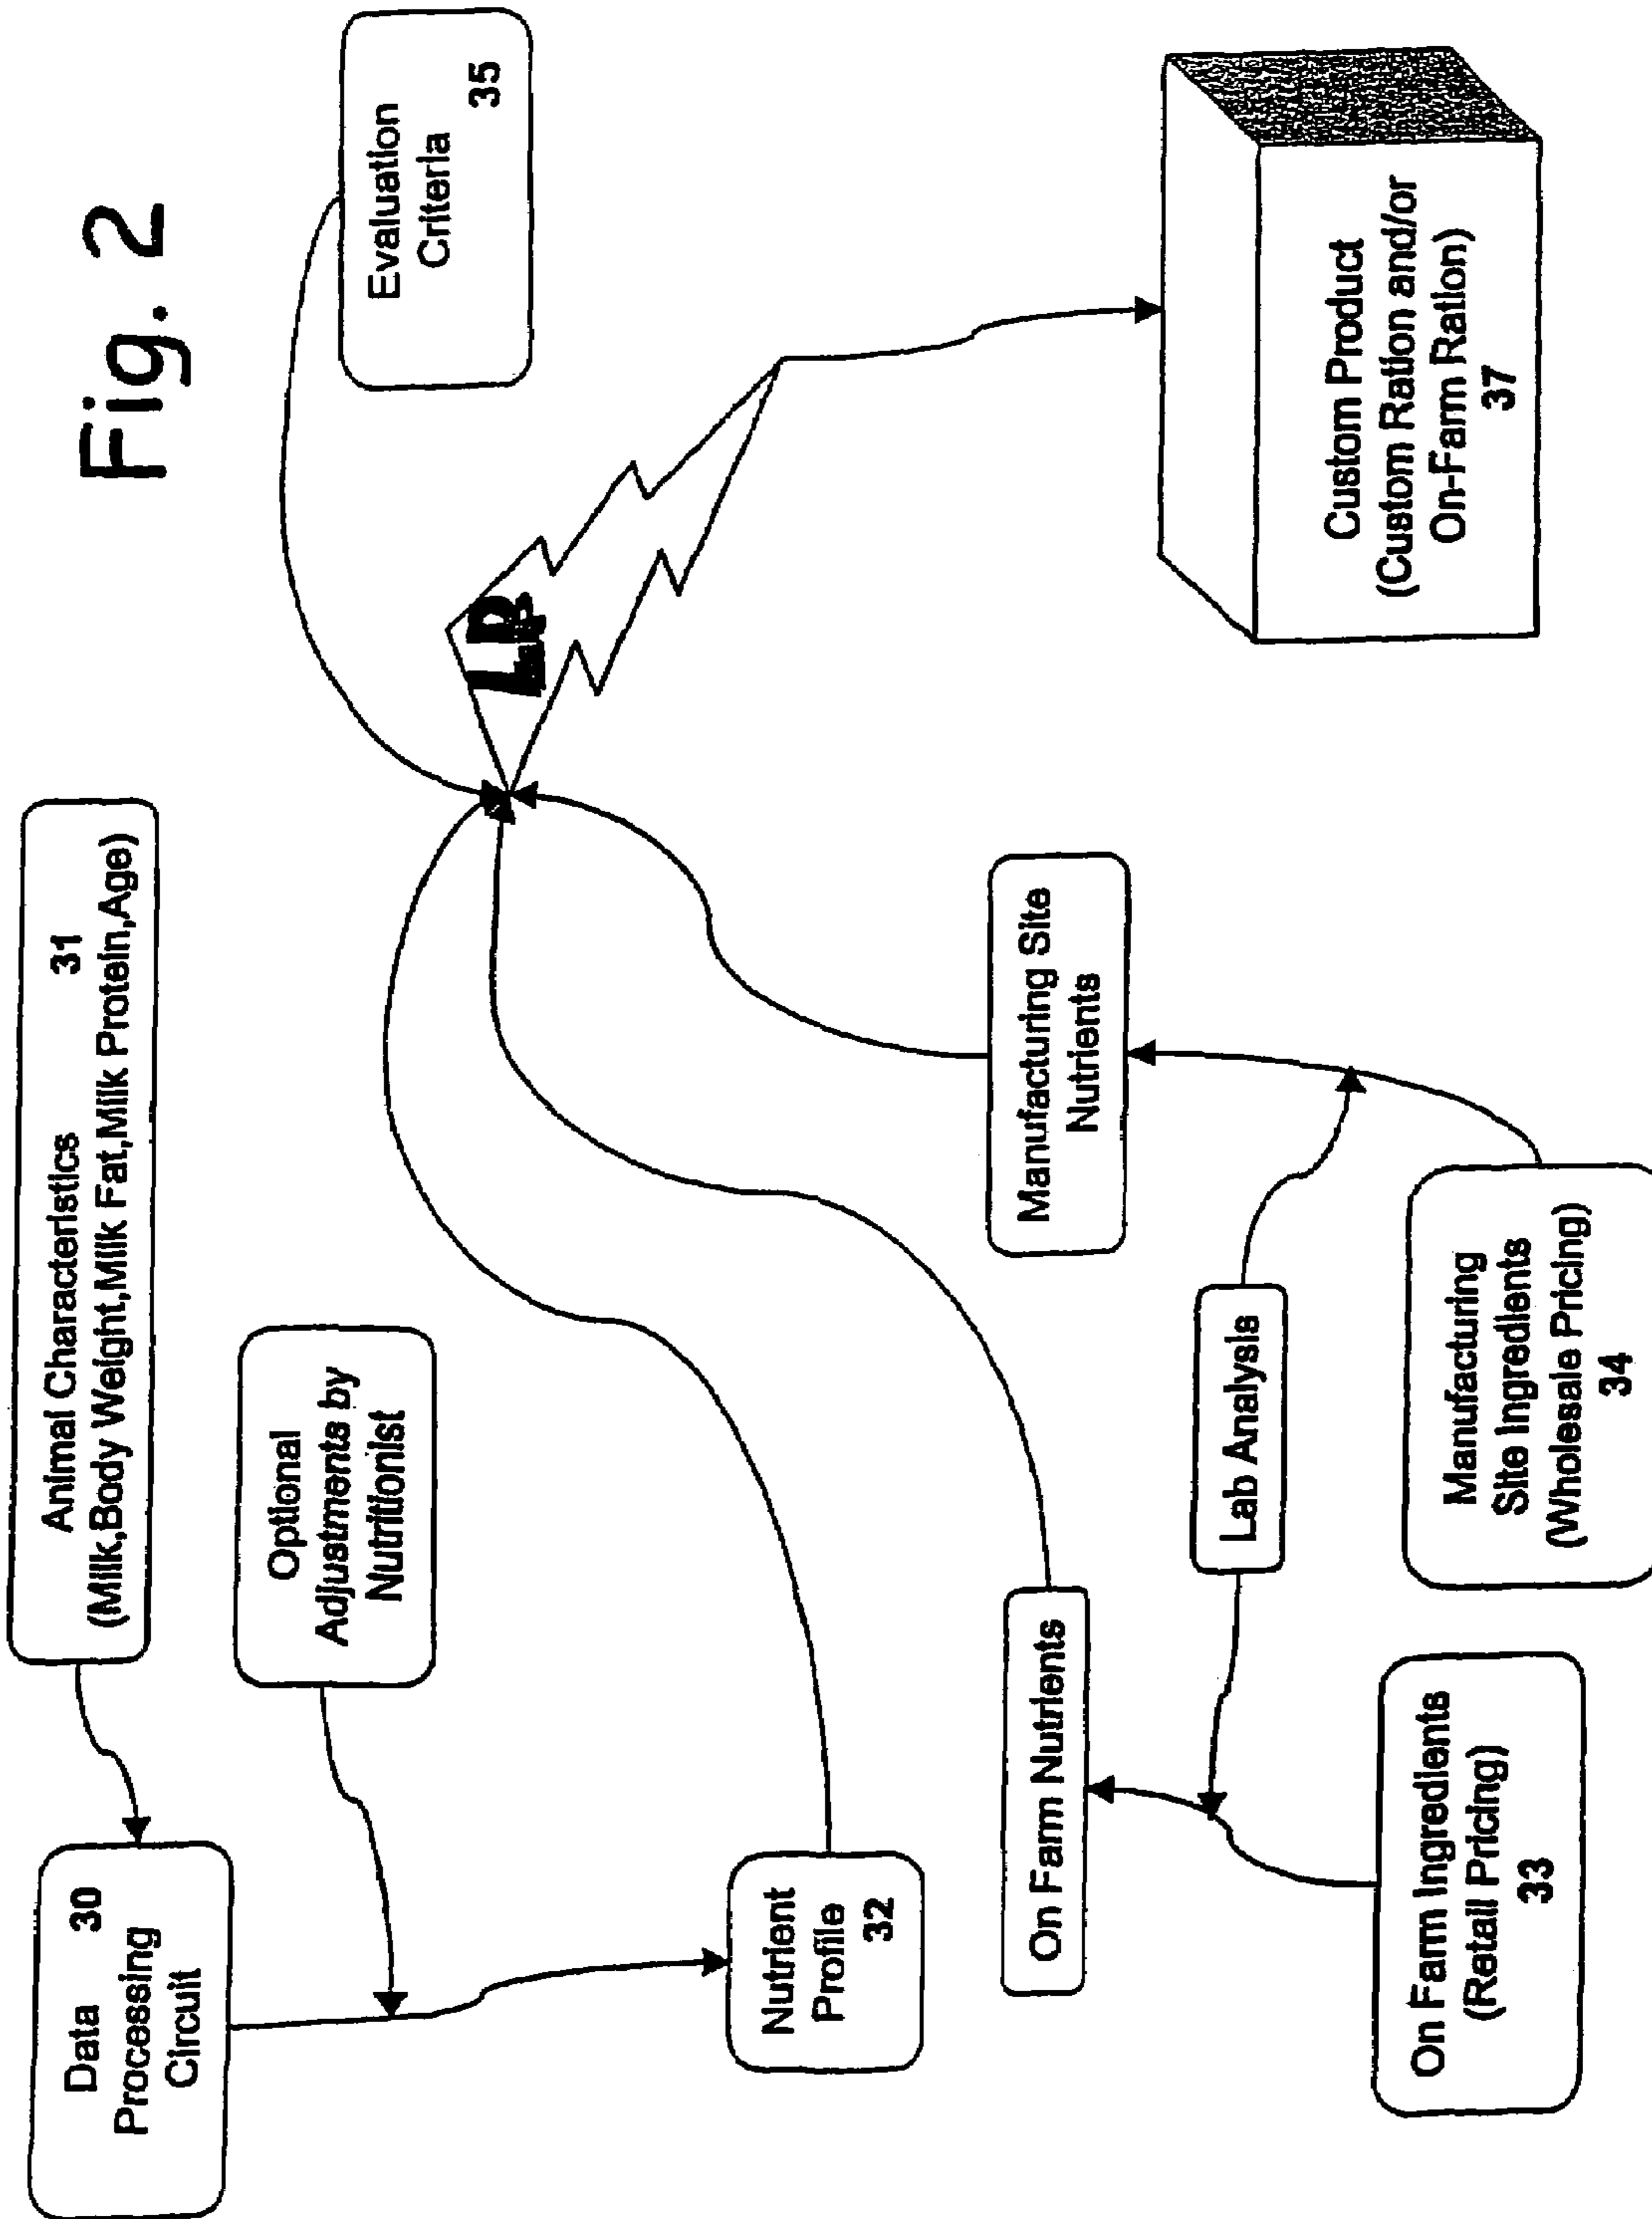 Fig. 2
Data 30
Processing
Circuit
Animal Characteristics 31
(Milk,Body Weight,Milk Fat,Milk Protein,Age)
Optional
Adjustments by
Nutritionist
Evaluation
Criteria
35
LP
Nutrient
Profile
32
On Farm Nutrients
Manufacturing Site
Nutrients
Lab Analysis
On Farm Ingredients
(Retail Pricing)
33
Manufacturing
Site Ingredients
(Wholesale Pricing)
34
Custom Product
(Custom Ration and/or
On-Farm Ration)
37